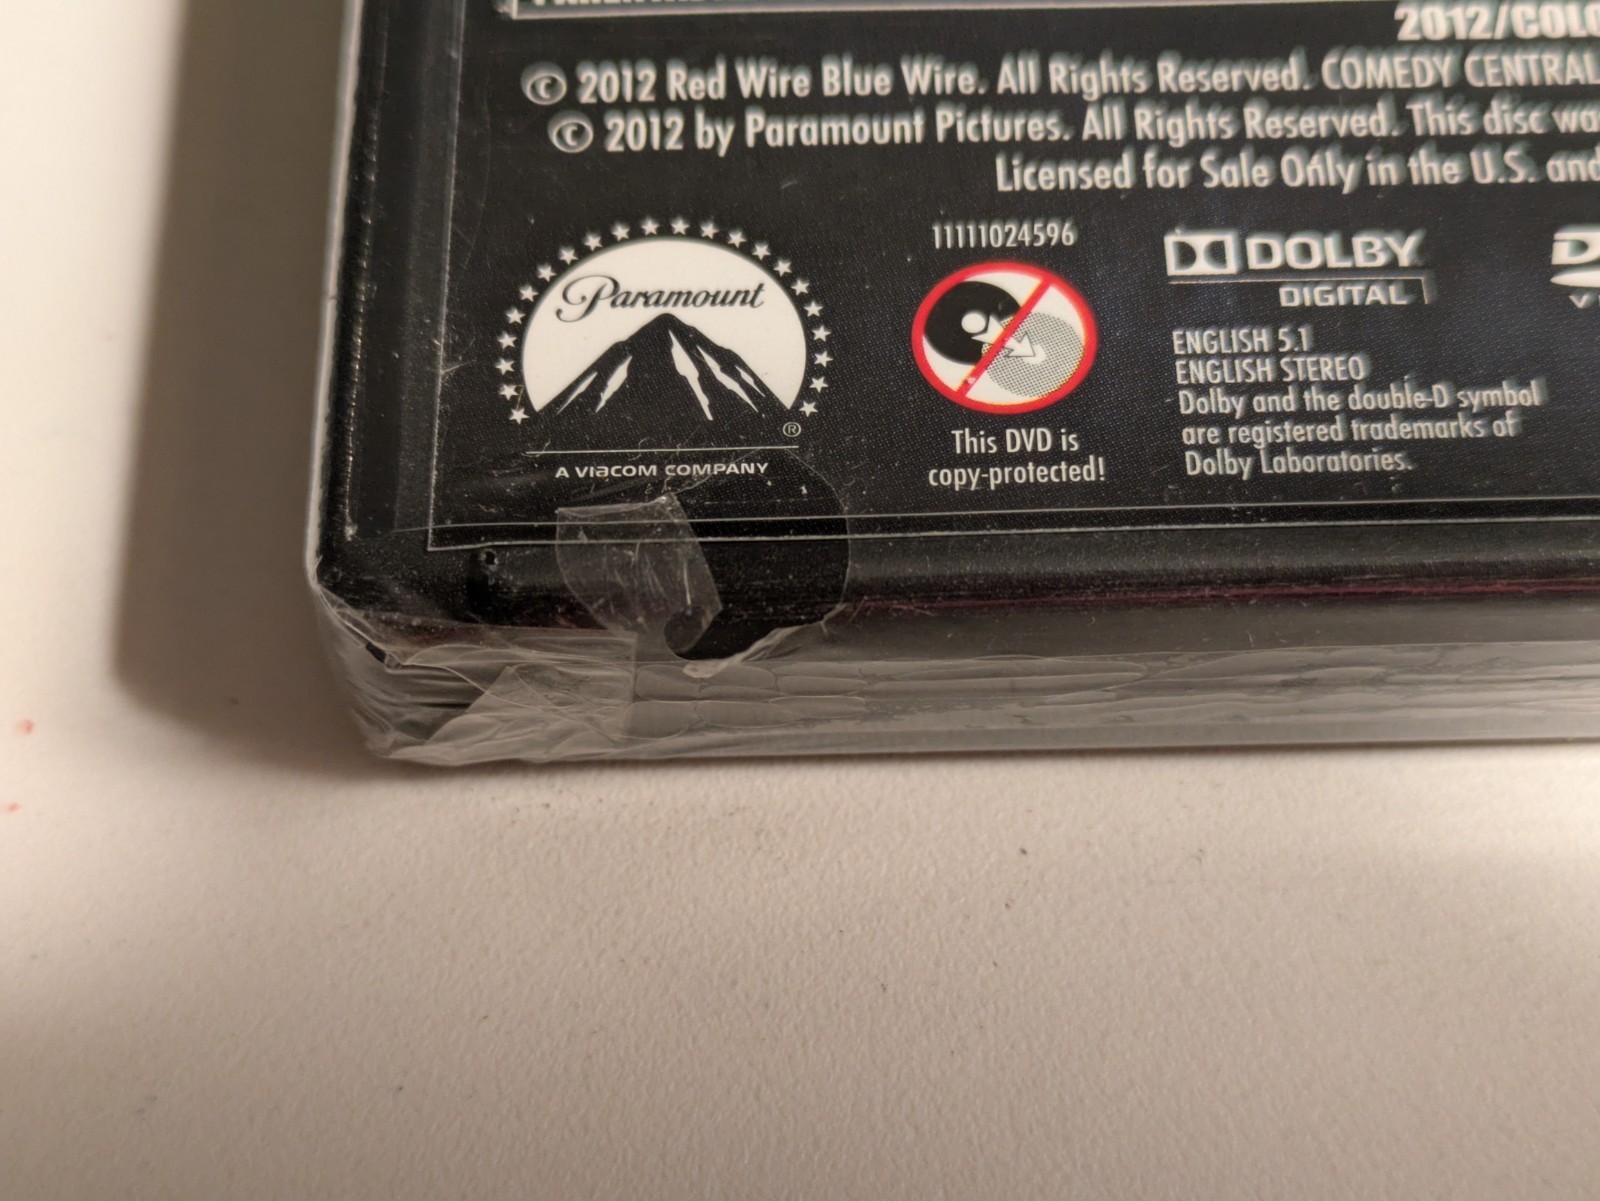 2012/COLO
© 2012 Red Wire Blue Wire. All Rights Reserved. COMEDY CENTRAL
© 2012 by Paramount Pictures. All Rights Reserved. This disc wa
Licensed for Sale Only in the U.S. and
Paramount
®
A VIACOM COMPANY
11111024596
This DVD is
copy-protected!
DOLBY
DIGITAL
ENGLISH 5.1
ENGLISH STEREO
Dolby and the double-D symbol
are registered trademarks of
Dolby Laboratories.